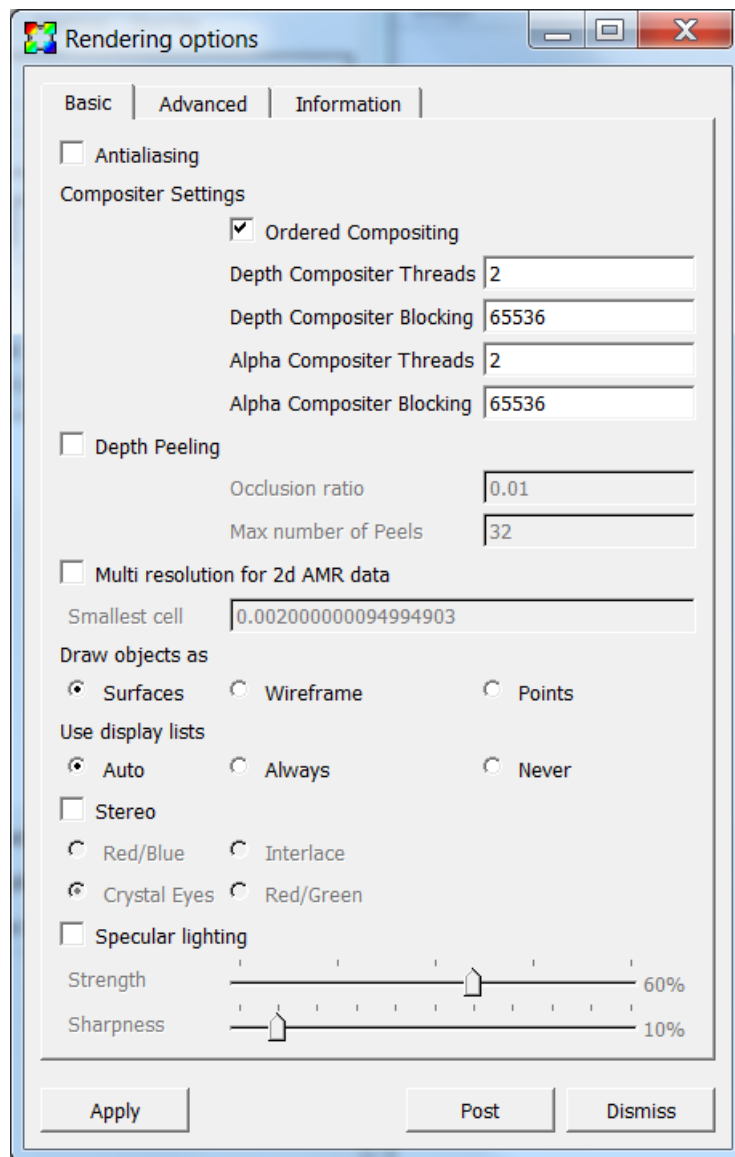 Rendering options
Basic Advanced Information
Antialiasing
Compositer Settings
Ordered Compositing
Depth Compositer Threads 2
Depth Compositer Blocking 65536
Alpha Compositer Threads 2
Alpha Compositer Blocking 65536
Depth Peeling
Occlusion ratio 0.01
Max number of Peels 32
Multi resolution for 2d AMR data
Smallest cell 0.002000000094994903
Draw objects as
Surfaces Wireframe Points
Use display lists
Auto Always Never
Stereo
Red/Blue Interlace
Crystal Eyes Red/Green
Specular lighting
Strength 60%
Sharpness 10%
Apply Post Dismiss